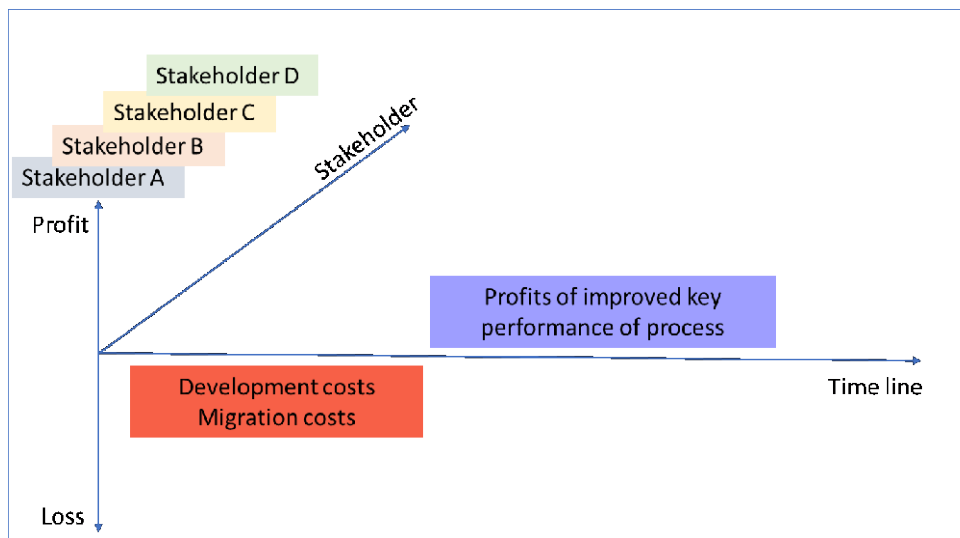 Stakeholder D
Stakeholder C
Stakeholder B
Stakeholder A
Stakeholder
Profit
Profits of improved key
performance of process
Development costs
Migration costs
Time line
Loss